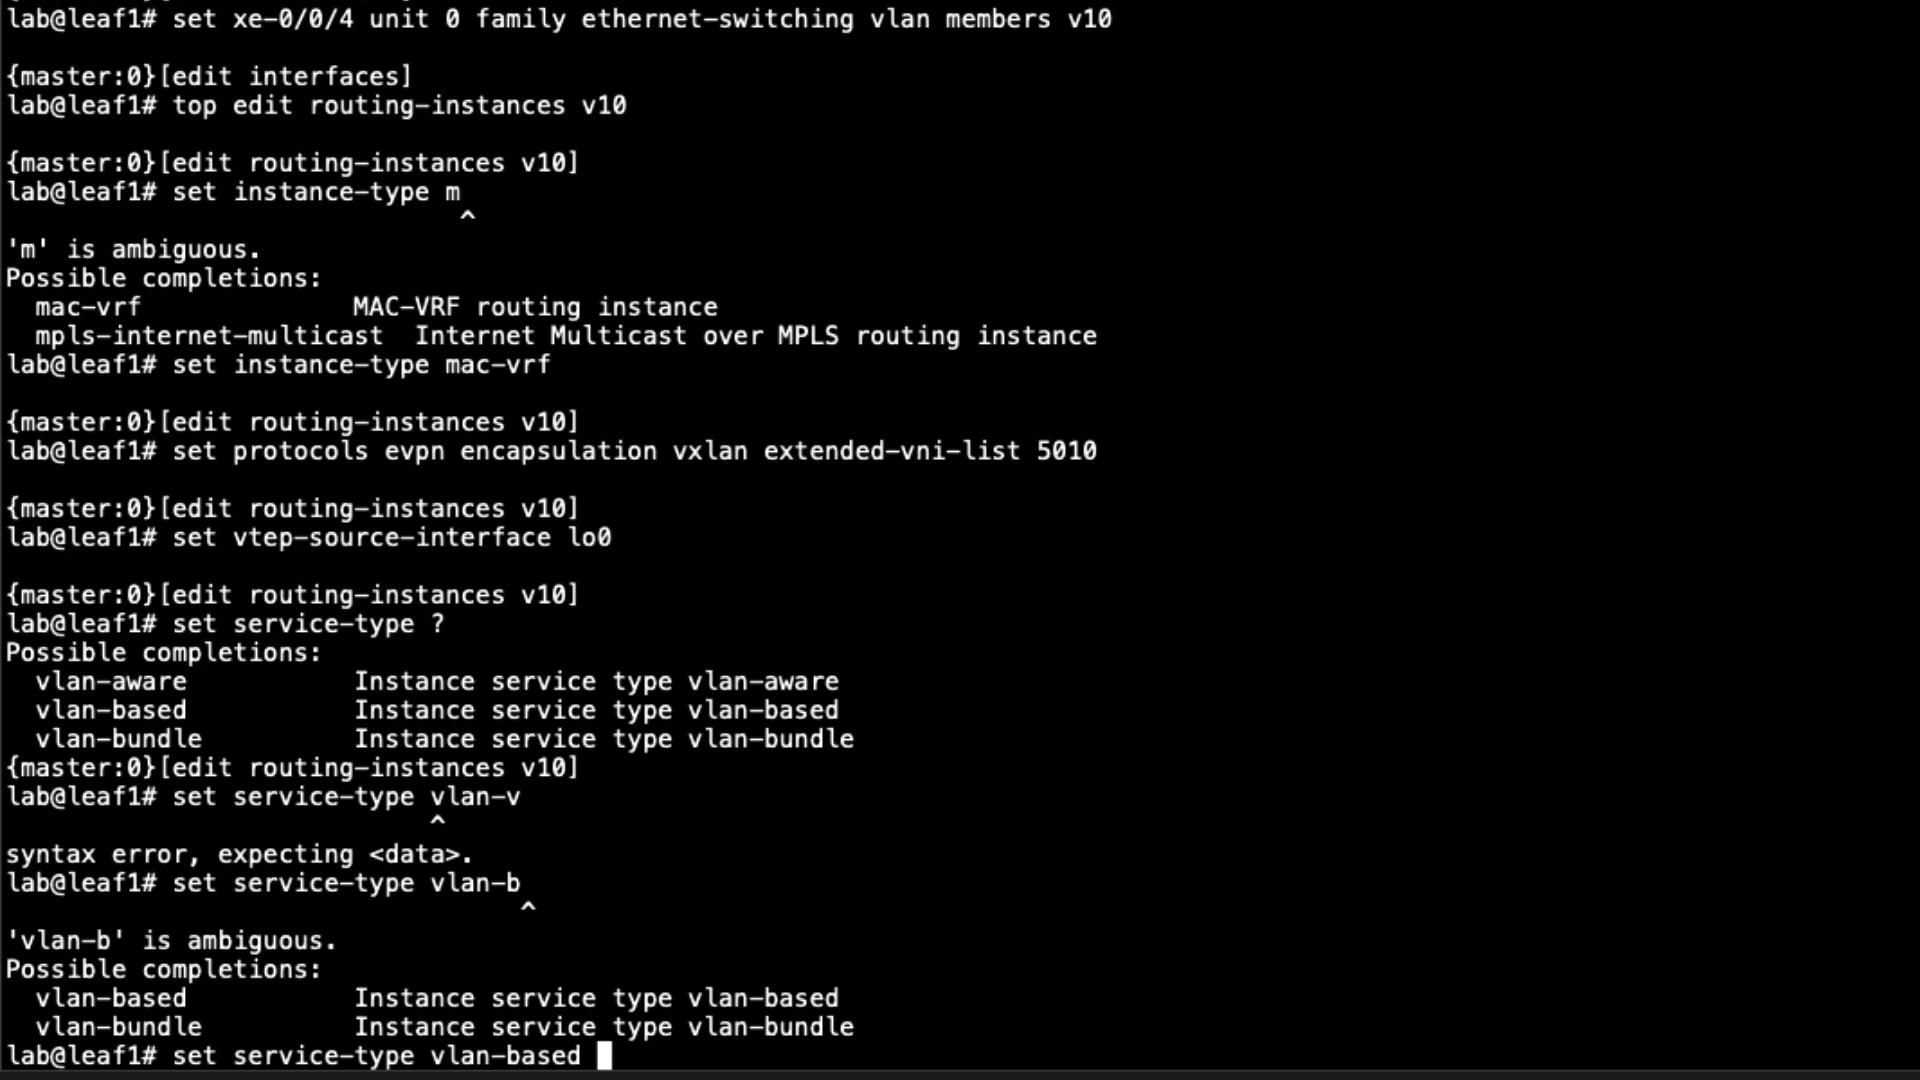 lab@leaf1# set xe-0/0/4 unit 0 family ethernet-switching vlan members v10
{master:0}[edit interfaces]
lab@leaf1# top edit routing-instances v10
{master:0}[edit routing-instances v10]
lab@leaf1# set instance-type m
^
'm' is ambiguous.
Possible completions:
mac-vrf MAC-VRF routing instance
mpls-internet-multicast Internet Multicast over MPLS routing instance
lab@leaf1# set instance-type mac-vrf
{master:0}[edit routing-instances v10]
lab@leaf1# set protocols evpn encapsulation vxlan extended-vni-list 5010
{master:0}[edit routing-instances v10]
lab@leaf1# set vtep-source-interface lo0
{master:0}[edit routing-instances v10]
lab@leaf1# set service-type ?
Possible completions:
vlan-aware Instance service type vlan-aware
vlan-based Instance service type vlan-based
vlan-bundle Instance service type vlan-bundle
{master:0}[edit routing-instances v10]
lab@leaf1# set service-type vlan-v
^
syntax error, expecting <data>.
lab@leaf1# set service-type vlan-b
^
'vlan-b' is ambiguous.
Possible completions:
vlan-based Instance service type vlan-based
vlan-bundle Instance service type vlan-bundle
lab@leaf1# set service-type vlan-based